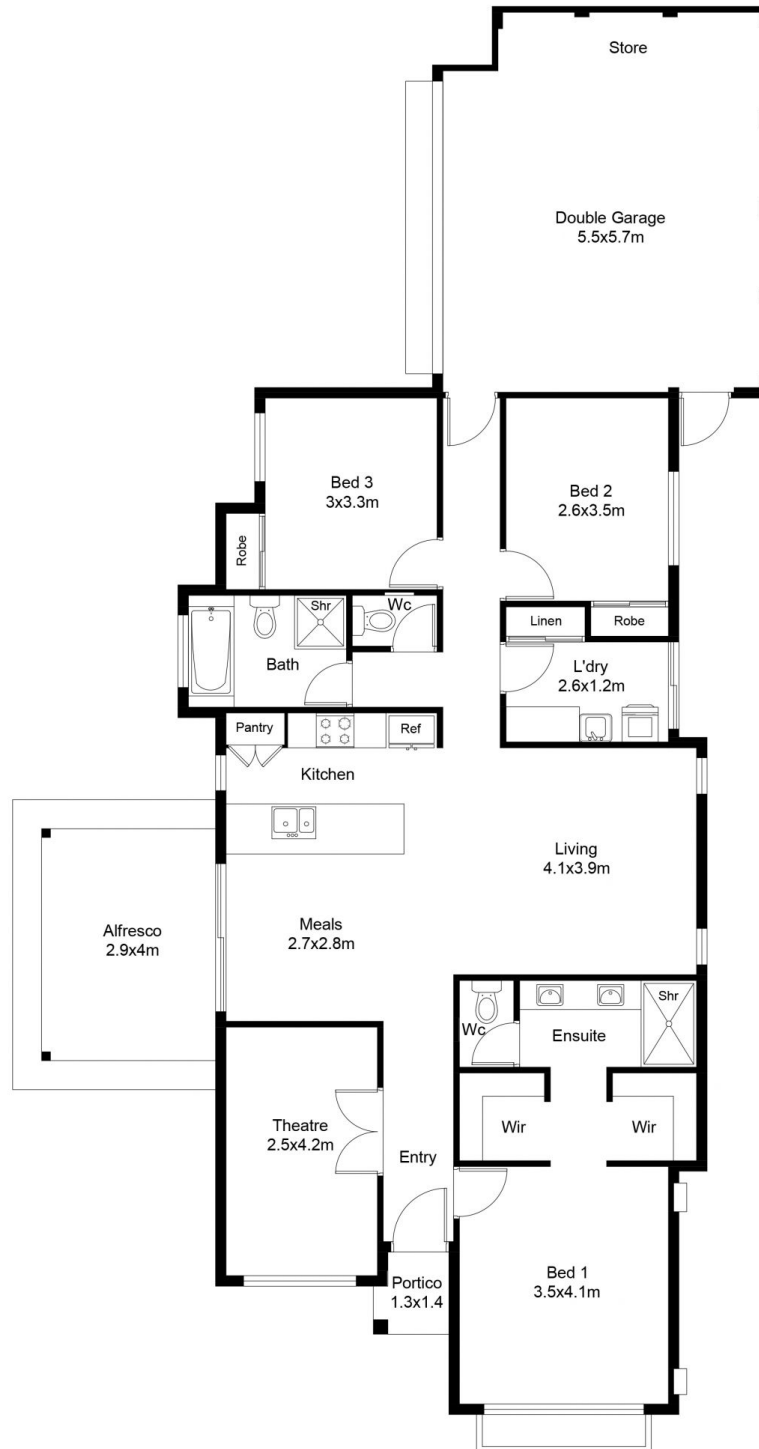 Store
Double Garage
5.5x5.7m
Bed 3
3x3.3m
Bed 2
2.6x3.5m
Robe
Shr
Wc
Linen
Robe
Bath
L'dry
2.6x1.2m
Pantry
Ref
Kitchen
Living
4.1x3.9m
Alfresco
2.9x4m
Meals
2.7x2.8m
Wc
Ensuite
Shr
Theatre
2.5x4.2m
Wir
Wir
Entry
Portico
1.3x1.4
Bed 1
3.5x4.1m